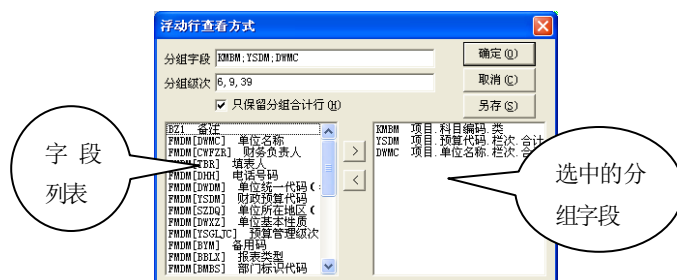 浮动行查看方式
分组字段 KMBM;YSDM;DWMC
确定(O)
分组级次 6,9,39
取消(C)
只保留分组合计行(H)
另存(S)
BZ1 备注
FMDM[DWMC] 单位名称
FMDM[CWFZR] 财务负责人
FMDM[TBR] 填表人
FMDM[DHH] 电话号码
FMDM[DWDM] 单位统一代码(
FMDM[YSDM] 财政预算代码
FMDM[SZDQ] 单位所在地区(
FMDM[DWXZ] 单位基本性质
FMDM[YSGLJC] 预算管理级次
FMDM[BYM] 备用码
FMDM[BBLX] 报表类型
FMDM[BMBS] 部门标识代码
>
<
KMBM 项目.科目编码.类
YSDM 项目.预算代码.栏次.合计
DWMC 项目.单位名称.栏次.合
字 段
列表
选中的分
组字段